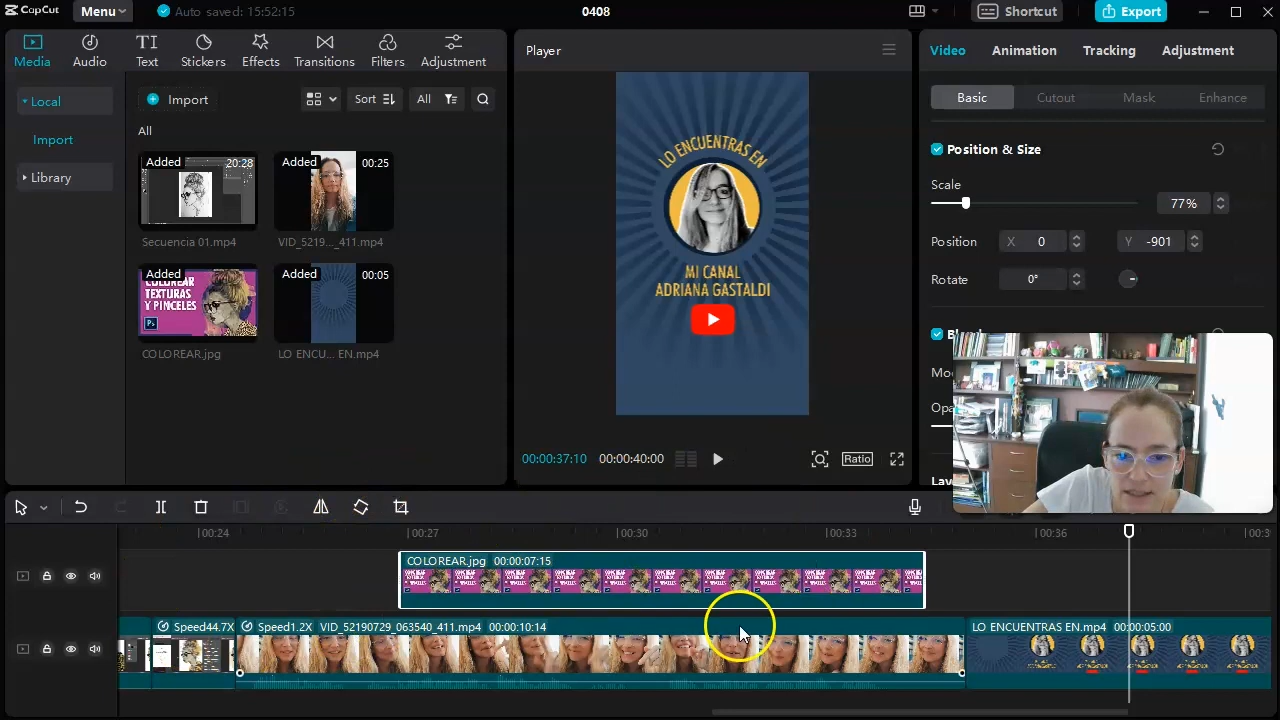 CapCut
Menu
Auto saved: 15:52:15
0408
Shortcut
Export
Media
Audio
Text
Stickers
Effects
Transitions
Filters
Adjustment
Local
Import
Library
Import
Sort
All
All
Added
20:28
Secuencia 01.mp4
Added
00:25
VID_5219..._411.mp4
Added
COLOREAR
TEXTURAS
Y PINCELES
Ps
COLOREAR.jpg
Added
00:05
LO ENCU... EN.mp4
Player
LO ENCUENTRAS EN
MI CANAL
ADRIANA GASTALDI
00:00:37:10
00:00:40:00
Ratio
Video
Animation
Tracking
Adjustment
Basic
Cutout
Mask
Enhance
Position & Size
Scale
77%
Position
X 0
Y -901
Rotate
0°
00:24
00:27
00:30
00:33
00:36
COLOREAR.jpg 00:00:07:15
Speed44.7X
Speed1.2X VID_52190729_063540_411.mp4 00:00:10:14
LO ENCUENTRAS EN.mp4 00:00:05:00